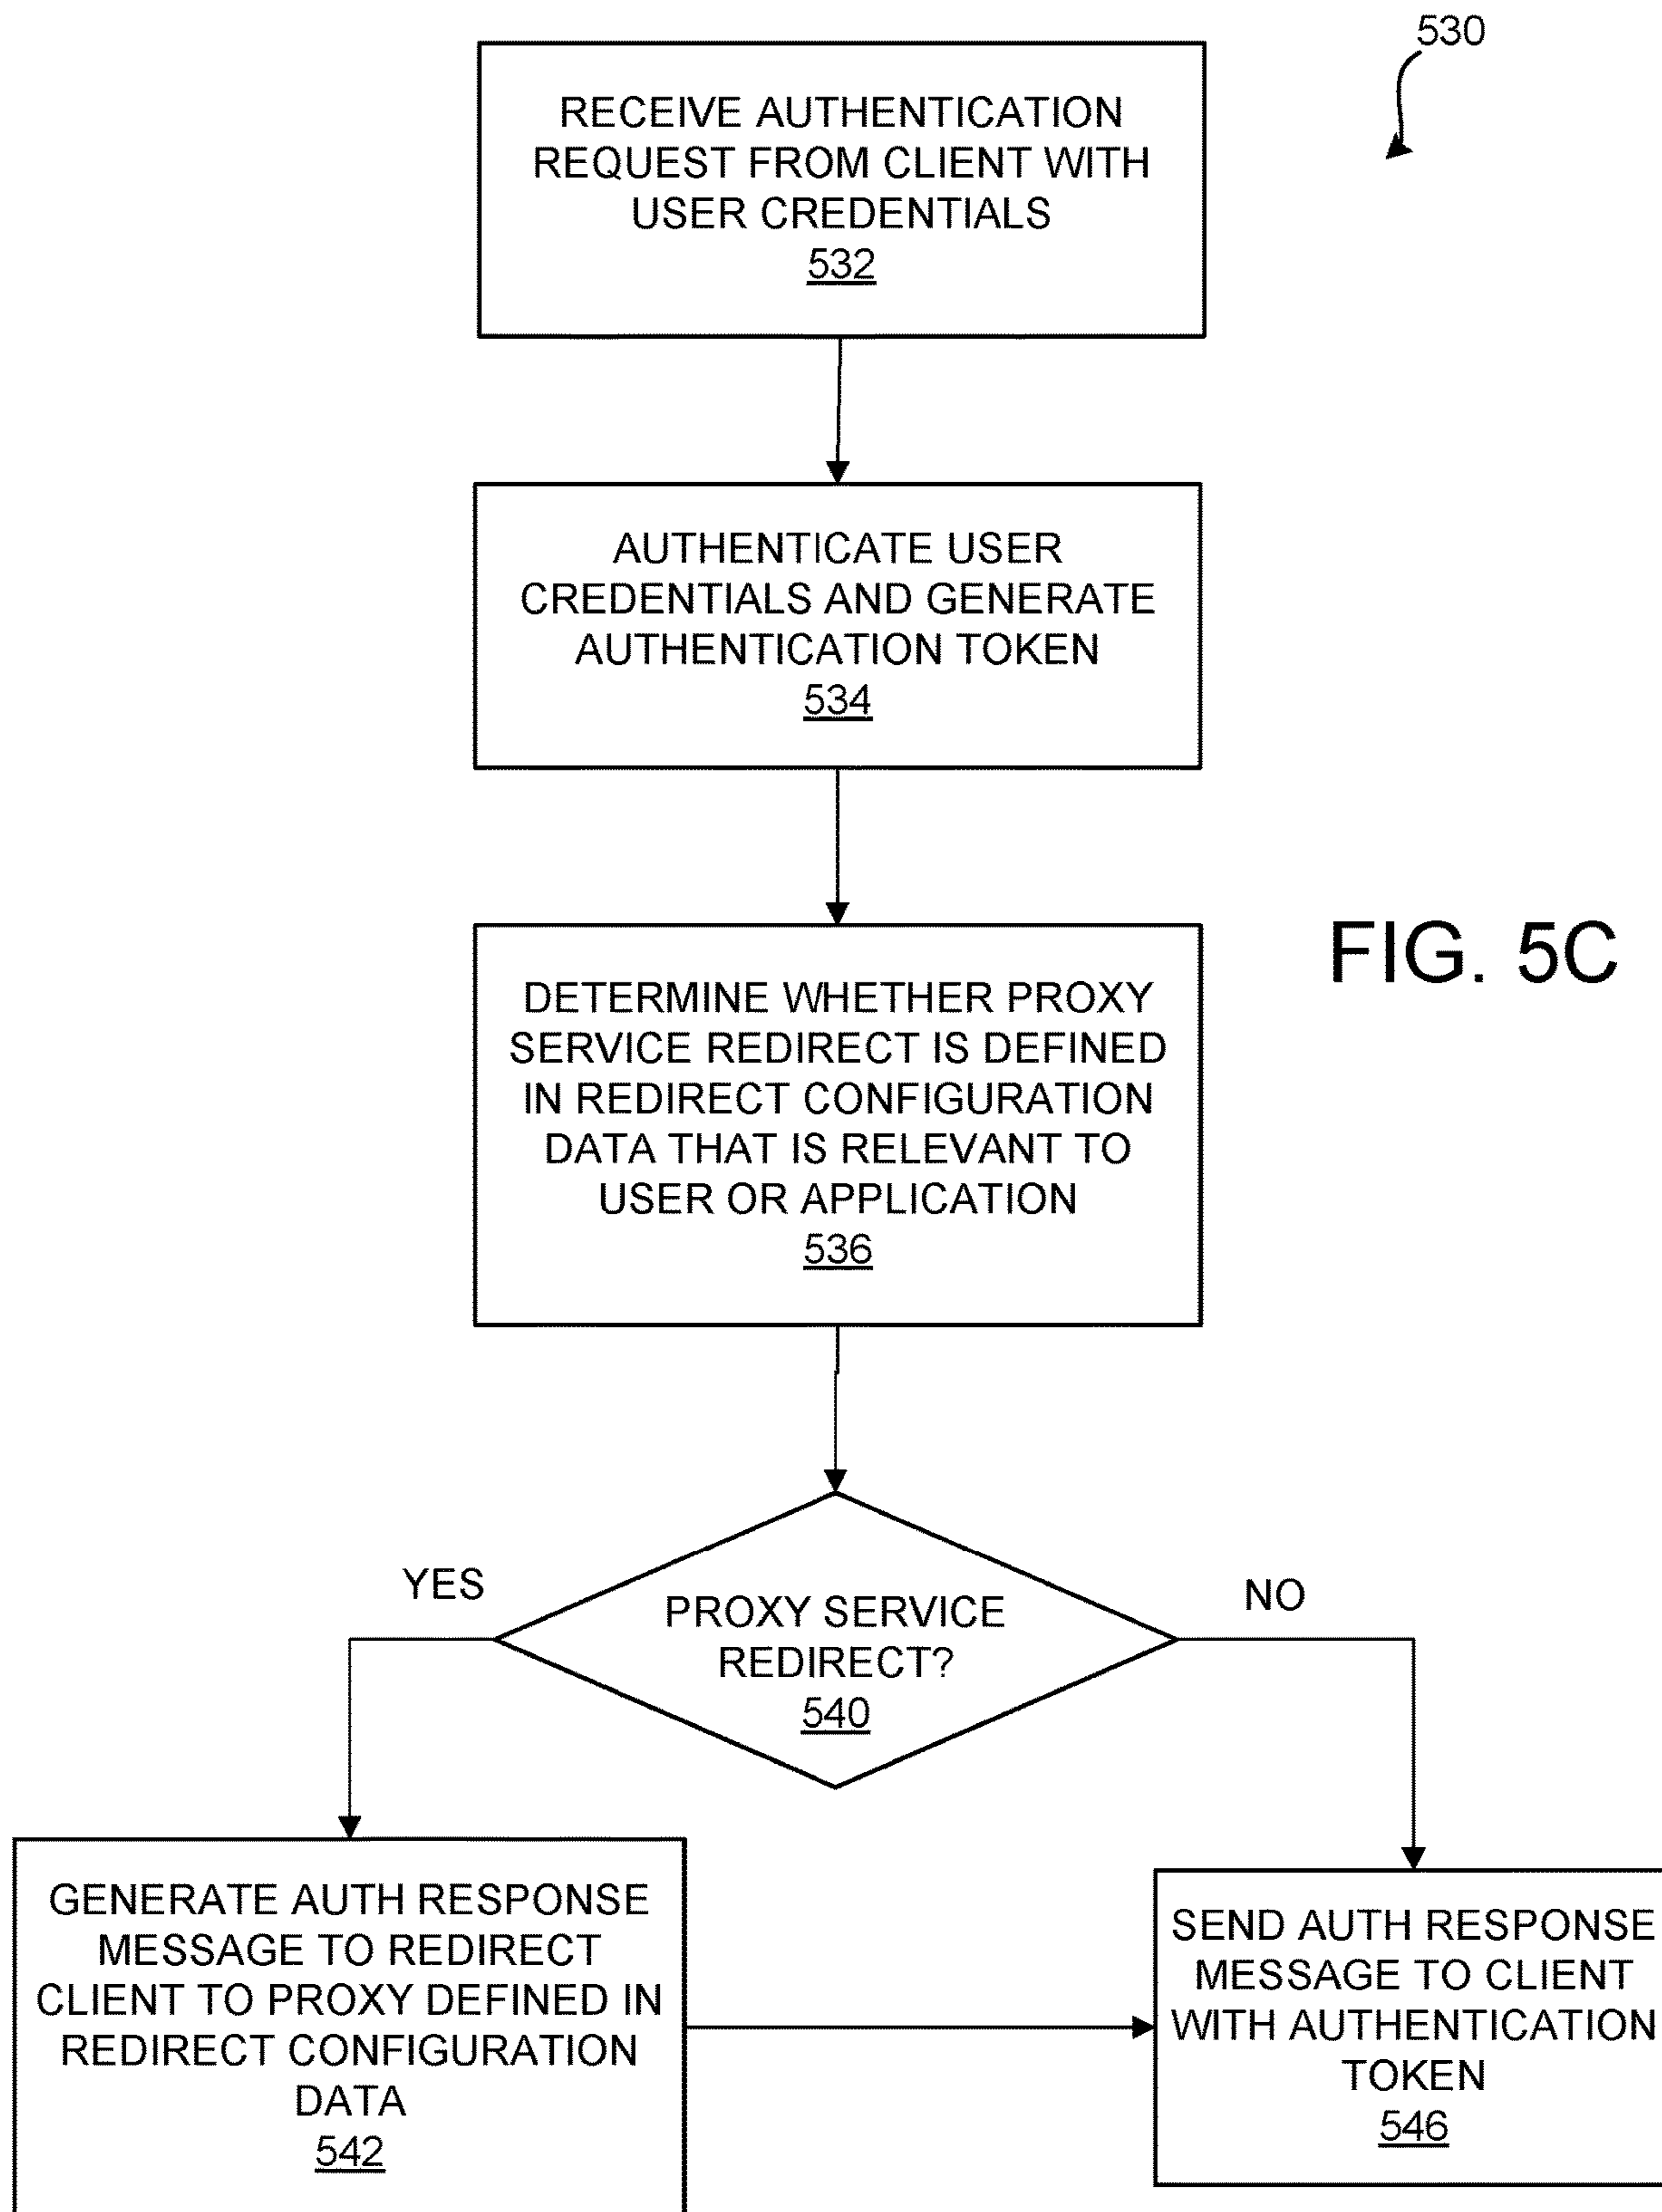 530
RECEIVE AUTHENTICATION
REQUEST FROM CLIENT WITH
USER CREDENTIALS
532
AUTHENTICATE USER
CREDENTIALS AND GENERATE
AUTHENTICATION TOKEN
534
DETERMINE WHETHER PROXY
SERVICE REDIRECT IS DEFINED
IN REDIRECT CONFIGURATION
DATA THAT IS RELEVANT TO
USER OR APPLICATION
536
FIG. 5C
YES
PROXY SERVICE
REDIRECT?
540
NO
GENERATE AUTH RESPONSE
MESSAGE TO REDIRECT
CLIENT TO PROXY DEFINED IN
REDIRECT CONFIGURATION
DATA
542
SEND AUTH RESPONSE
MESSAGE TO CLIENT
WITH AUTHENTICATION
TOKEN
546